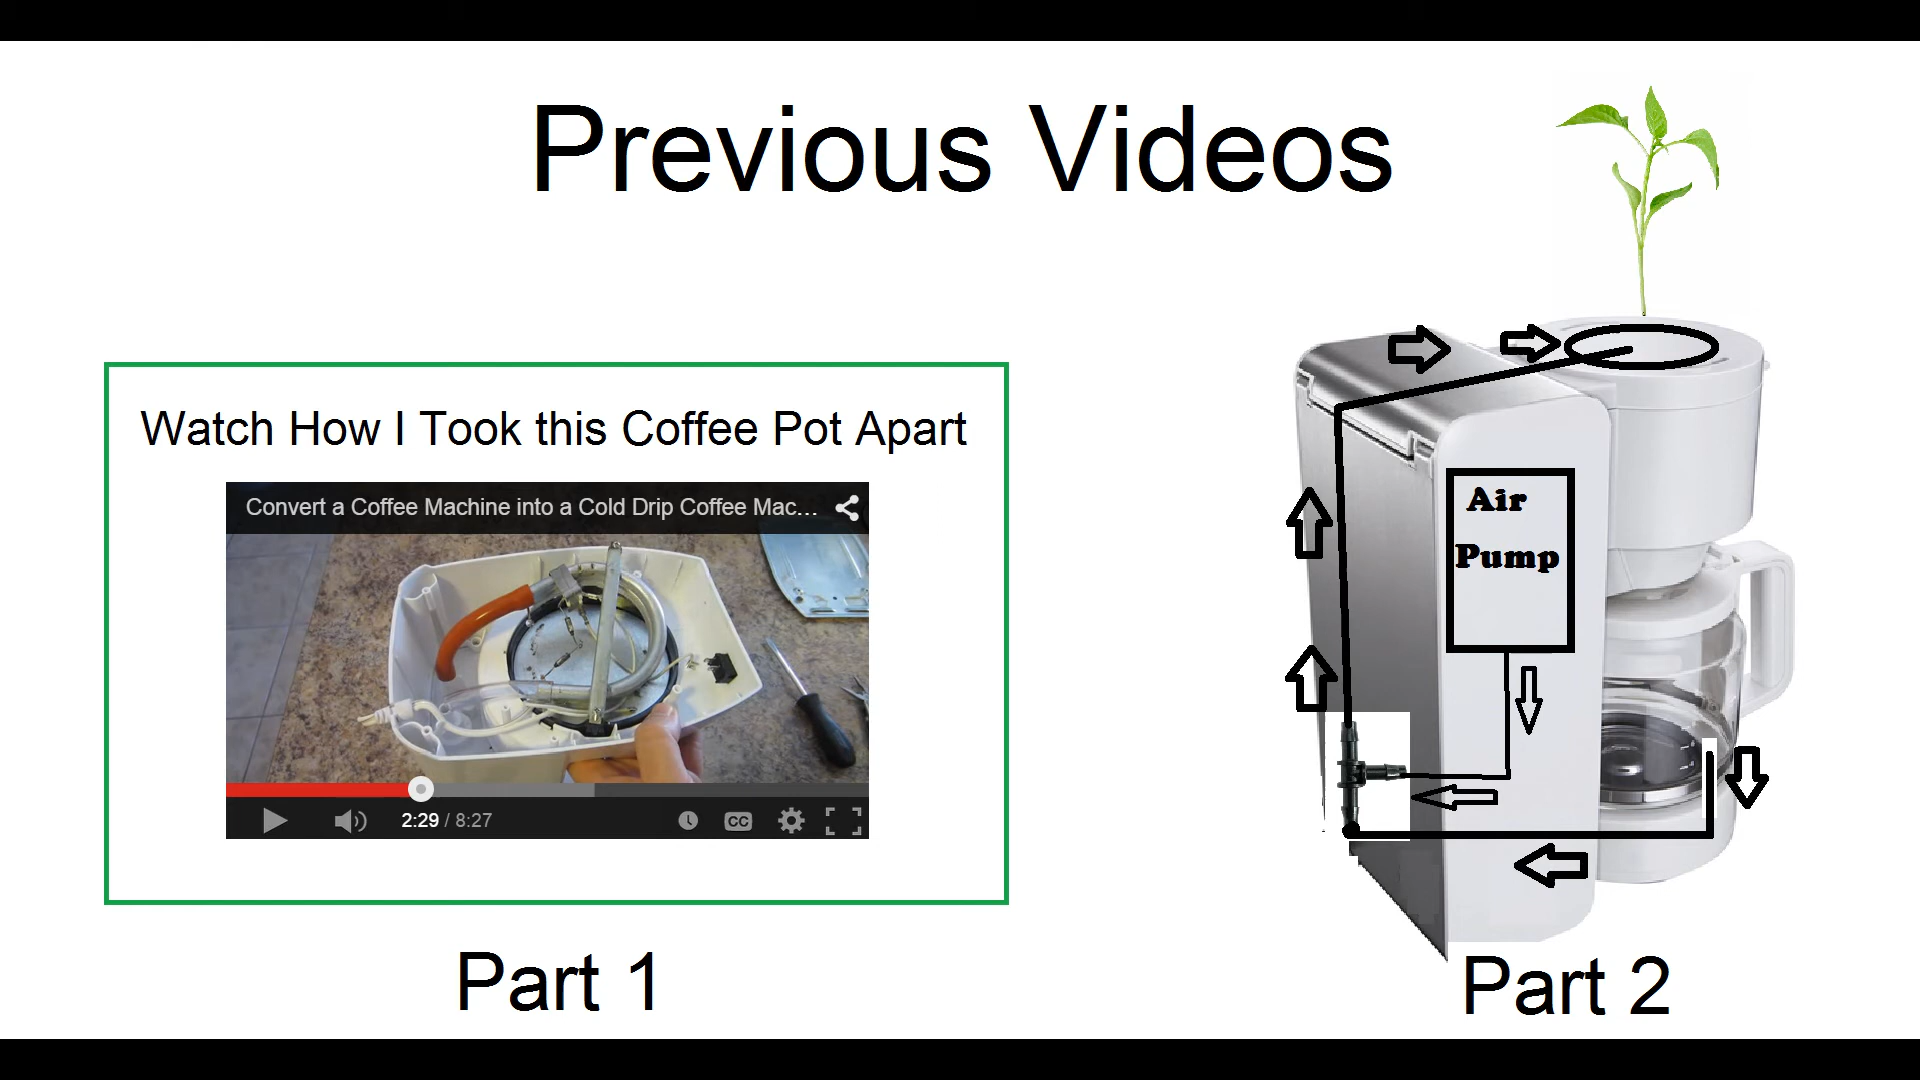 Previous Videos
Watch How I Took this Coffee Pot Apart
Convert a Coffee Machine into a Cold Drip Coffee Mac...
2:29 / 8:27
CC
Air
Pump
Part 1
Part 2